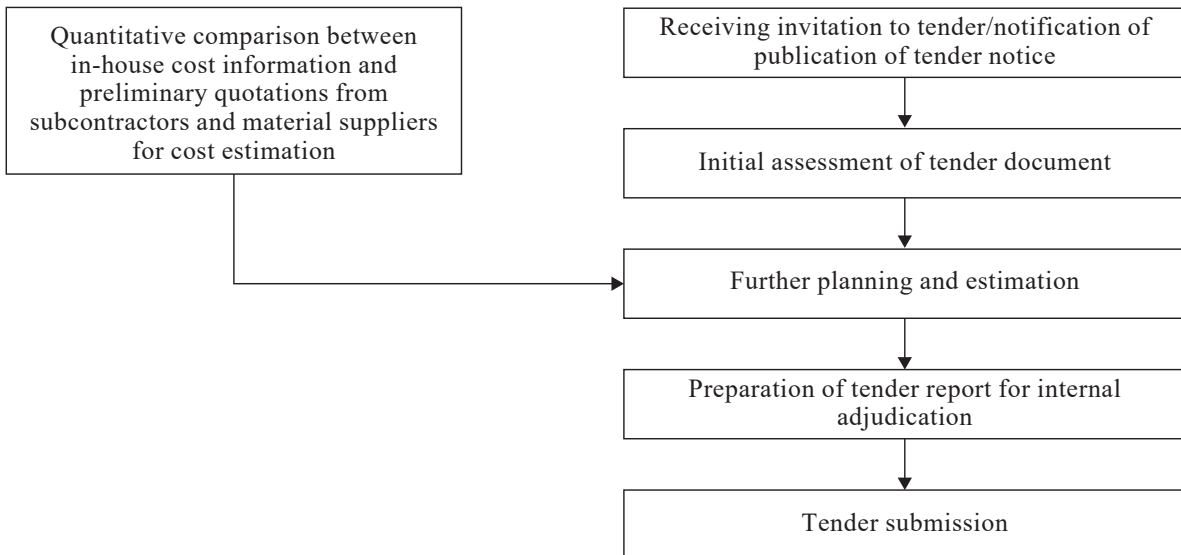 Quantitative comparison between
in-house cost information and
preliminary quotations from
subcontractors and material suppliers
for cost estimation
Receiving invitation to tender/notification of
publication of tender notice
Initial assessment of tender document
Further planning and estimation
Preparation of tender report for internal
adjudication
Tender submission